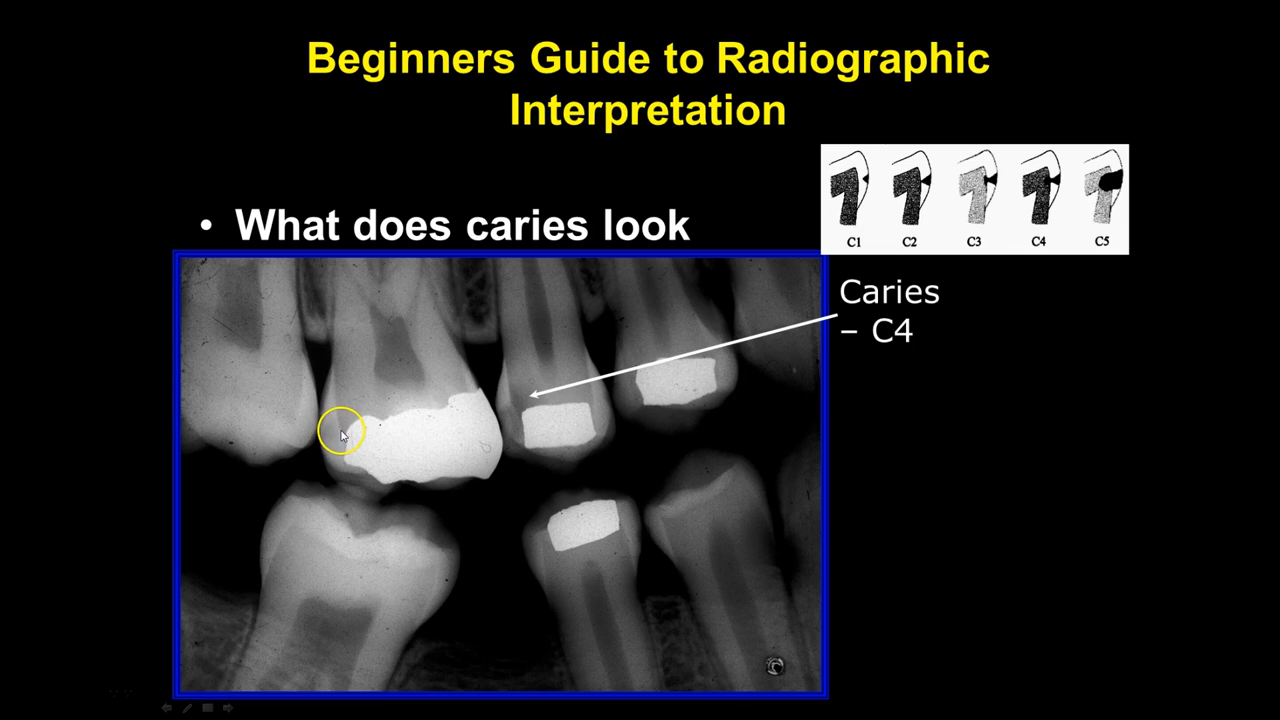 Beginners Guide to Radiographic
Interpretation
C1 C2 C3 C4 C5
• What does caries look
Caries
– C4